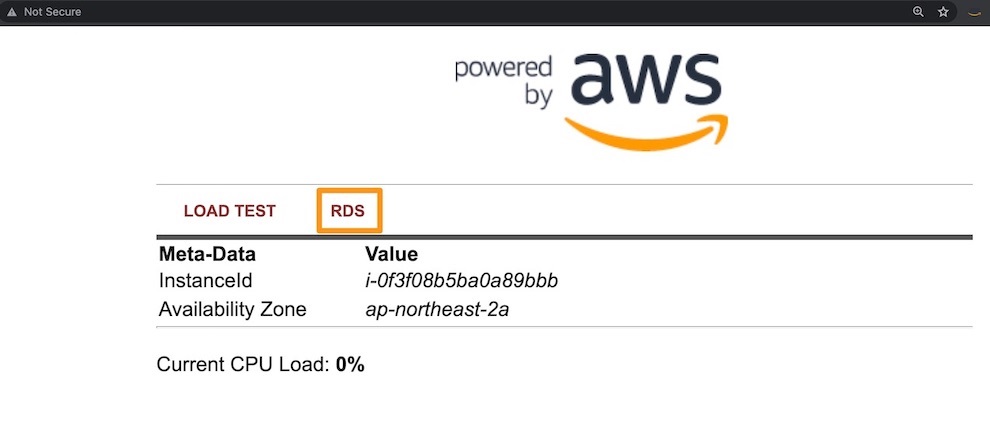 Not Secure
powered
by
aws
LOAD TEST RDS
Meta-Data Value
InstanceId i-0f3f08b5ba0a89bbb
Availability Zone ap-northeast-2a
Current CPU Load: 0%